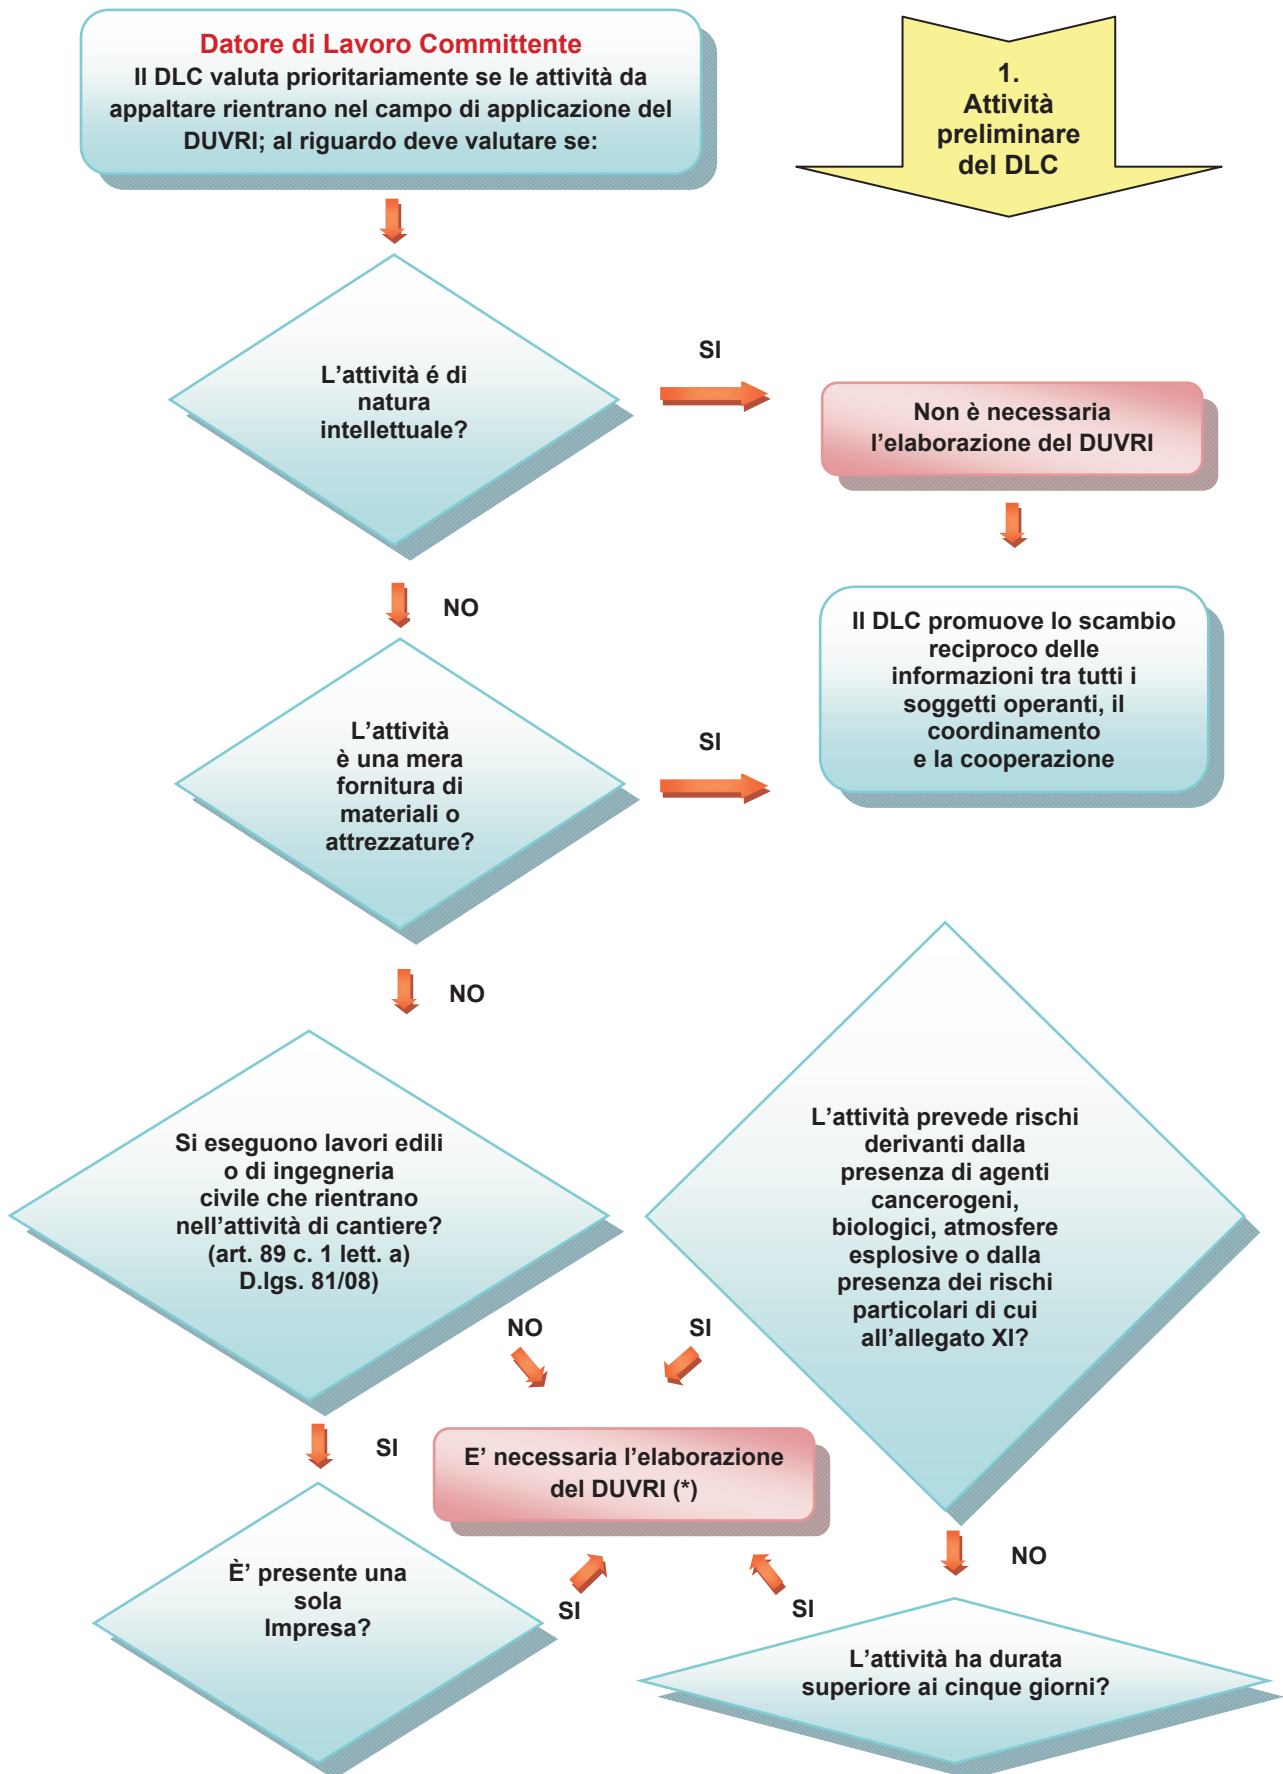 Datore di Lavoro Committente
Il DLC valuta prioritariamente se le attività da
appaltare rientrano nel campo di applicazione del
DUVRI; al riguardo deve valutare se:
1.
Attività
preliminare
del DLC
L’attività é di
natura
intellettuale?
SI
Non è necessaria
l’elaborazione del DUVRI
NO
Il DLC promuove lo scambio
reciproco delle
informazioni tra tutti i
soggetti operanti, il
coordinamento
e la cooperazione
L’attività
è una mera
fornitura di
materiali o
attrezzature?
SI
NO
Si eseguono lavori edili
o di ingegneria
civile che rientrano
nell’attività di cantiere?
(art. 89 c. 1 lett. a)
D.lgs. 81/08)
L’attività prevede rischi
derivanti dalla
presenza di agenti
cancerogeni,
biologici, atmosfere
esplosive o dalla
presenza dei rischi
particolari di cui
all’allegato XI?
NO
SI
SI
E’ necessaria l’elaborazione
del DUVRI (*)
NO
È’ presente una
sola
Impresa?
SI
SI
L’attività ha durata
superiore ai cinque giorni?